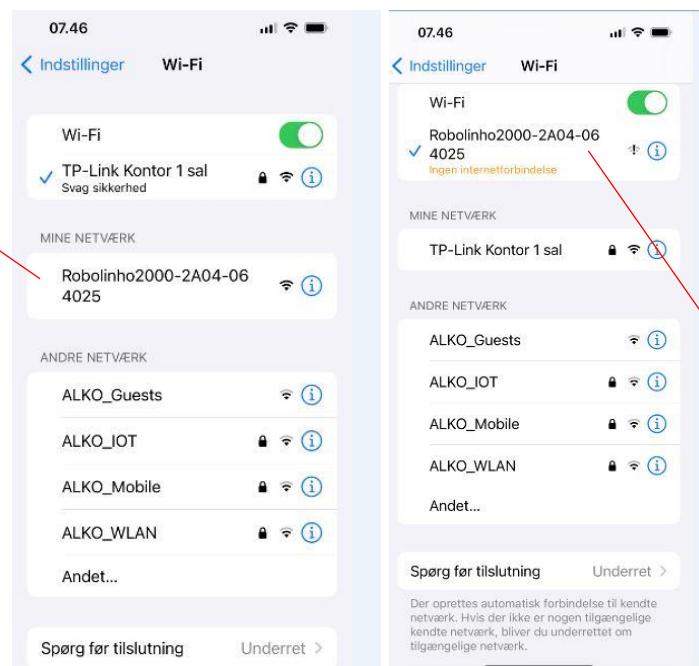 07.46
Indstillinger
Wi-Fi
Wi-Fi
TP-Link Kontor 1 sal
Svag sikkerhed
MINE NETVÆRK
Robolinho2000-2A04-06
4025
ANDRE NETVÆRK
ALKO_Guests
ALKO_IOT
ALKO_Mobile
ALKO_WLAN
Andet...
Spørg før tilslutning
Underret
07.46
Indstillinger
Wi-Fi
Wi-Fi
Robolinho2000-2A04-06
4025
Ingen internetforbindelse
MINE NETVÆRK
TP-Link Kontor 1 sal
ANDRE NETVÆRK
ALKO_Guests
ALKO_IOT
ALKO_Mobile
ALKO_WLAN
Andet...
Spørg før tilslutning
Underret
Der oprettes automatisk forbindelse til kendte
netværk. Hvis der ikke er nogen tilgængelige
kendte netværk, bliver du underrettet om
tilgængelige netværk.